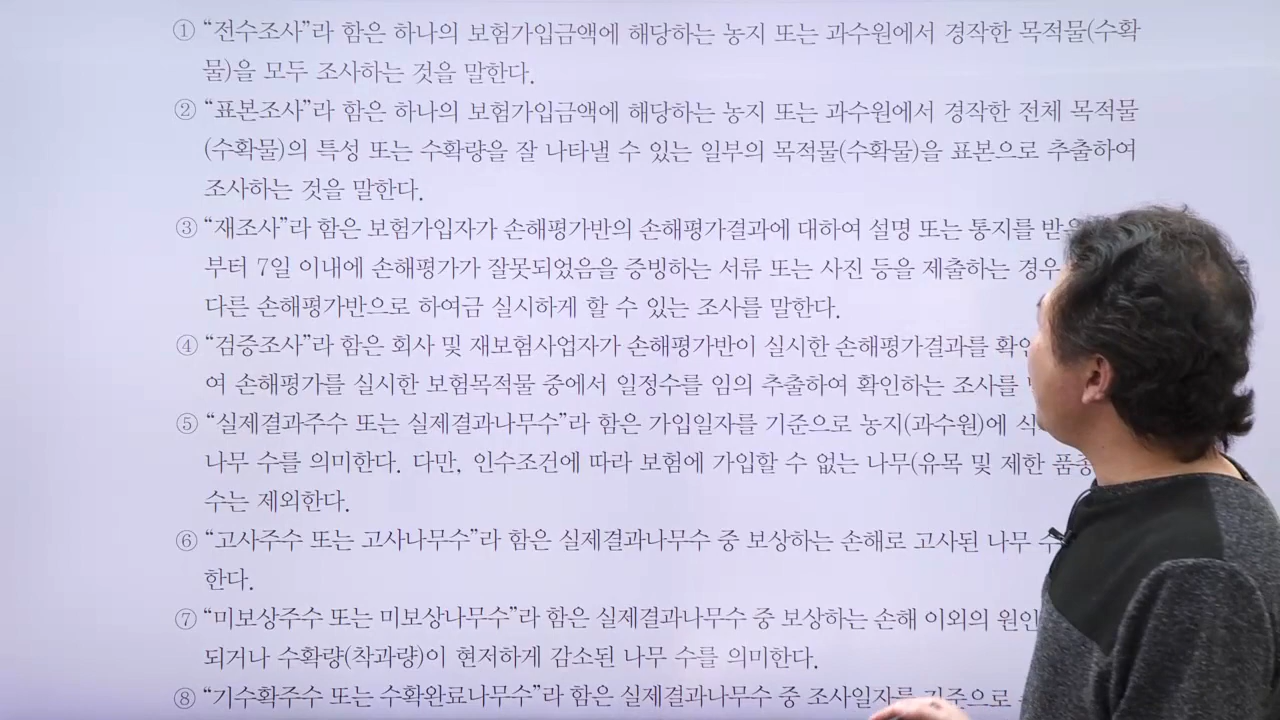 ① “전수조사”라 함은 하나의 보험가입금액에 해당하는 농지 또는 과수원에서 경작한 목적물(수확
물)을 모두 조사하는 것을 말한다.
② “표본조사”라 함은 하나의 보험가입금액에 해당하는 농지 또는 과수원에서 경작한 전체 목적물
(수확물)의 특성 또는 수확량을 잘 나타낼 수 있는 일부의 목적물(수확물)을 표본으로 추출하여
조사하는 것을 말한다.
③ “재조사”라 함은 보험가입자가 손해평가반의 손해평가결과에 대하여 설명 또는 통지를 받은
부터 7일 이내에 손해평가가 잘못되었음을 증빙하는 서류 또는 사진 등을 제출하는 경우
다른 손해평가반으로 하여금 실시하게 할 수 있는 조사를 말한다.
④ “검증조사”라 함은 회사 및 재보험사업자가 손해평가반이 실시한 손해평가결과를 확인
여 손해평가를 실시한 보험목적물 중에서 일정수를 임의 추출하여 확인하는 조사를
⑤ “실제결과주수 또는 실제결과나무수”라 함은 가입일자를 기준으로 농지(과수원)에 식
나무 수를 의미한다. 다만, 인수조건에 따라 보험에 가입할 수 없는 나무(유목 및 제한 품종
수는 제외한다.
⑥ “고사주수 또는 고사나무수”라 함은 실제결과나무수 중 보상하는 손해로 고사된 나무 수
한다.
⑦ “미보상주수 또는 미보상나무수”라 함은 실제결과나무수 중 보상하는 손해 이외의 원인
되거나 수확량(착과량)이 현저하게 감소된 나무 수를 의미한다.
⑧ “기수확주수 또는 수확완료나무수”라 함은 실제결과나무수 중 조사일자를 기준으로